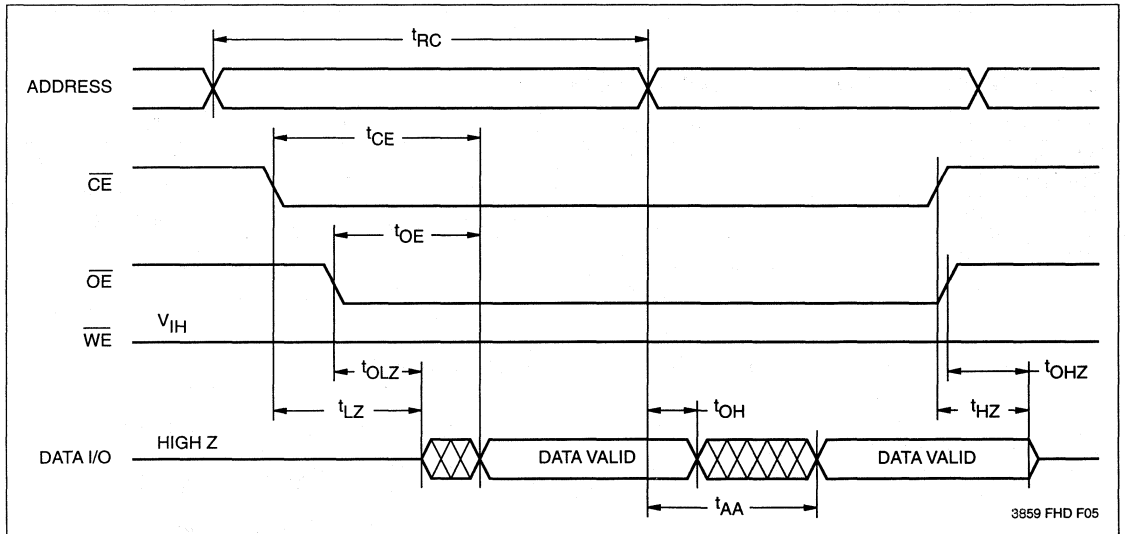 tRC
ADDRESS
tCE
CE
tOE
OE
VIH
WE
tOLZ
tOHZ
tLZ
tOH
tHZ
HIGH Z
DATA I/O
DATA VALID
DATA VALID
tAA
3859 FHD F05